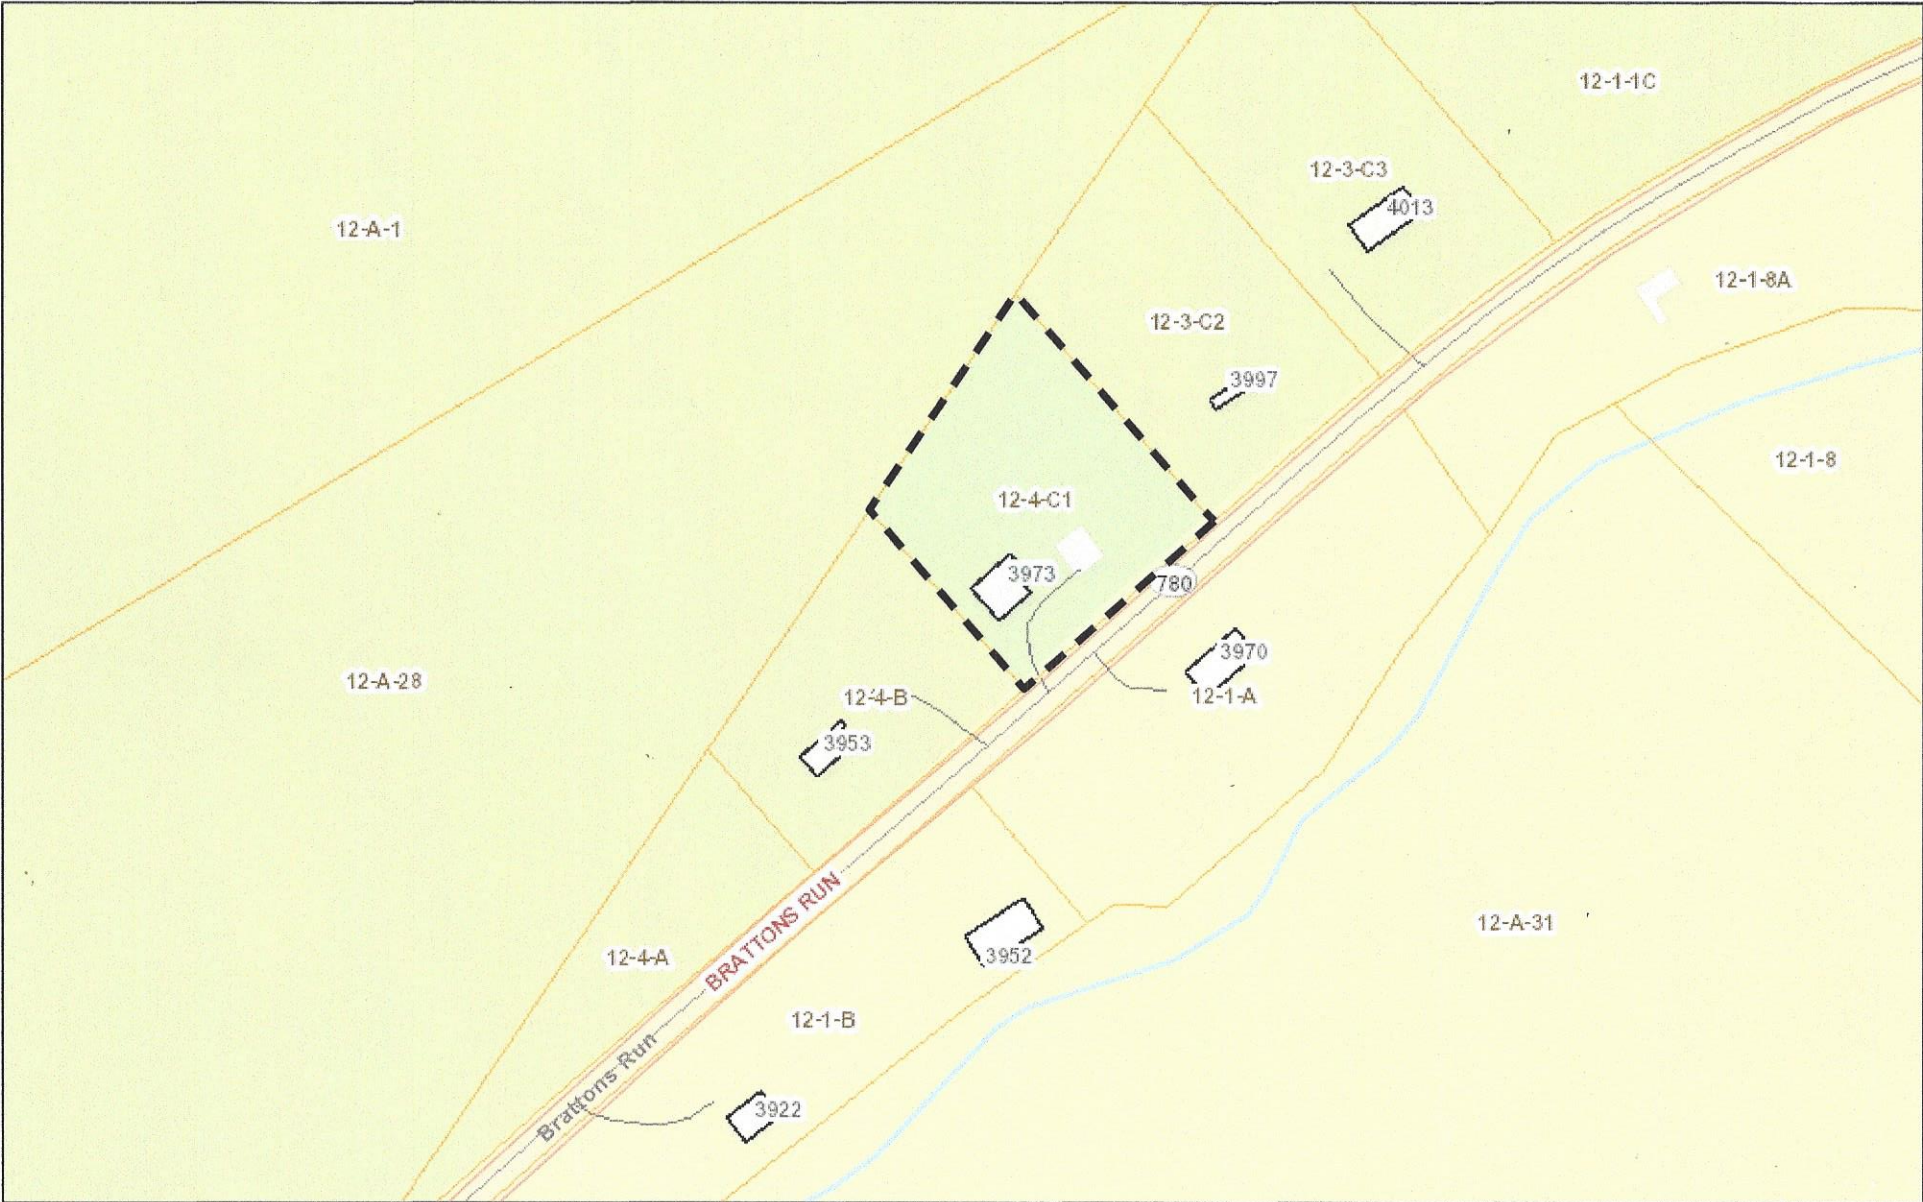 12-1-1C
12-3-C3
4013
12-A-1
12-1-8A
12-3-C2
3997
12-1-8
12-4-C1
3973
780
3970
12-A-28
12-4-B
12-1-A
3953
BRATTONS RUN
12-A-31
3952
12-4-A
12-1-B
Brattons Run
3922